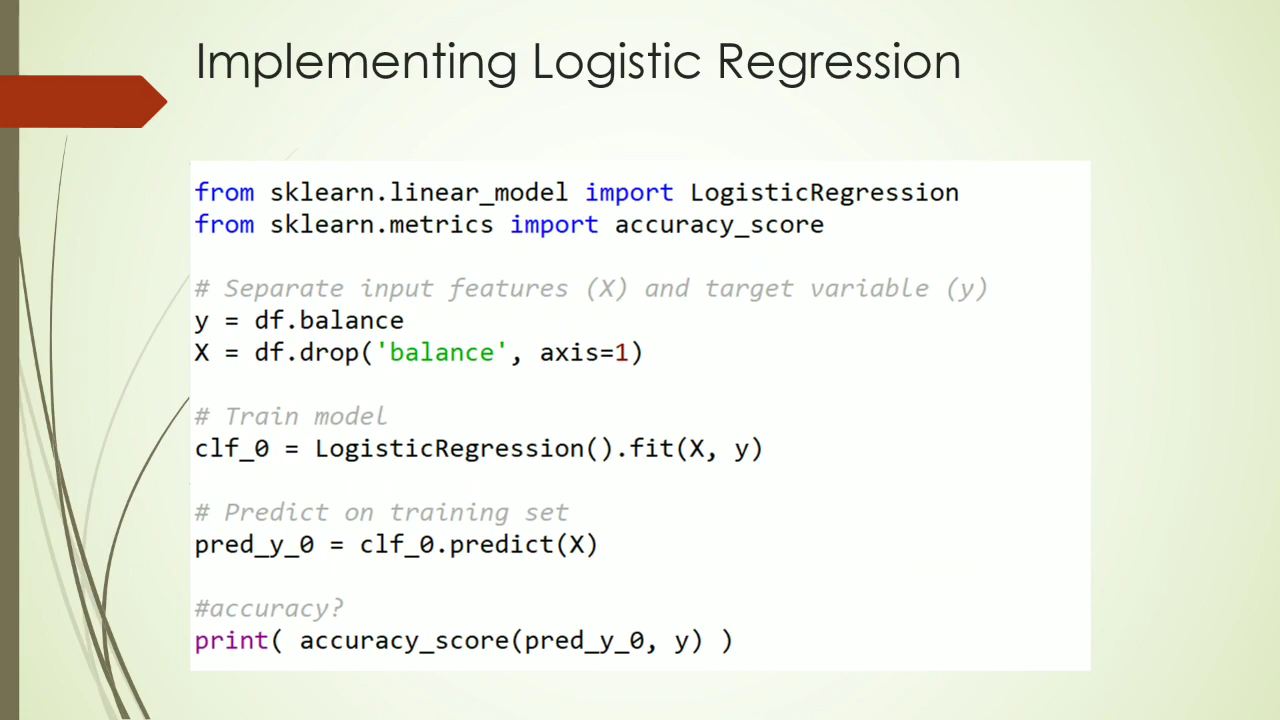 Implementing Logistic Regression
from sklearn.linear_model import LogisticRegression
from sklearn.metrics import accuracy_score
# Separate input features (X) and target variable (y)
y = df.balance
X = df.drop('balance', axis=1)
# Train model
clf_0 = LogisticRegression().fit(X, y)
# Predict on training set
pred_y_0 = clf_0.predict(X)
#accuracy?
print( accuracy_score(pred_y_0, y) )